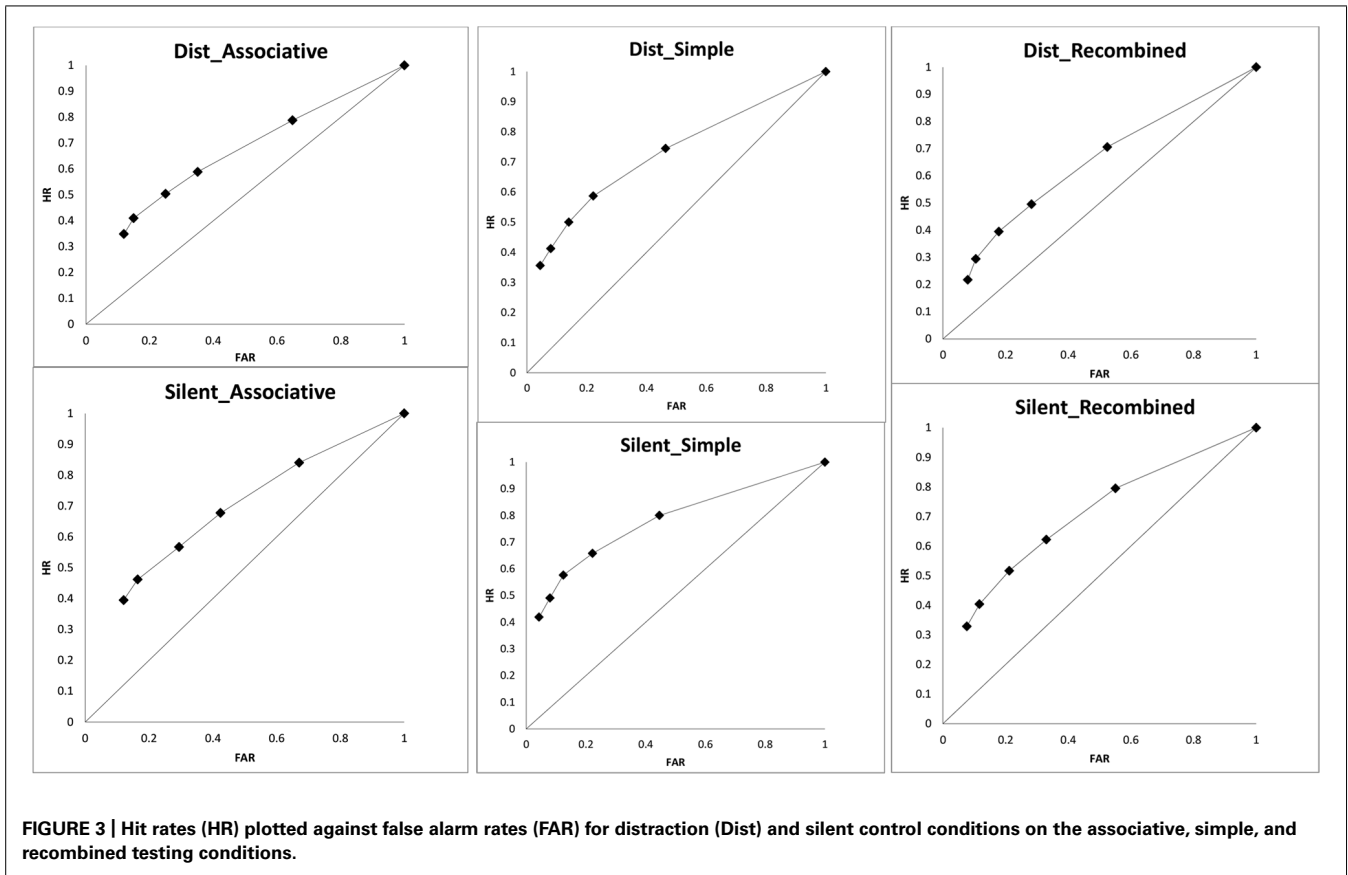 Dist_Associative
1
0.9
0.8
0.7
0.6
0.5
0.4
0.3
0.2
0.1
0
HR
0 0.2 0.4 0.6 0.8 1
FAR
Dist_Simple
1
0.9
0.8
0.7
0.6
0.5
0.4
0.3
0.2
0.1
0
HR
0 0.2 0.4 0.6 0.8 1
FAR
Dist_Recombined
1
0.9
0.8
0.7
0.6
0.5
0.4
0.3
0.2
0.1
0
HR
0 0.2 0.4 0.6 0.8 1
FAR
Silent_Associative
1
0.9
0.8
0.7
0.6
0.5
0.4
0.3
0.2
0.1
0
HR
0 0.2 0.4 0.6 0.8 1
FAR
Silent_Simple
1
0.9
0.8
0.7
0.6
0.5
0.4
0.3
0.2
0.1
0
HR
0 0.2 0.4 0.6 0.8 1
FAR
Silent_Recombined
1
0.9
0.8
0.7
0.6
0.5
0.4
0.3
0.2
0.1
0
HR
0 0.2 0.4 0.6 0.8 1
FAR
FIGURE 3 | Hit rates (HR) plotted against false alarm rates (FAR) for distraction (Dist) and silent control conditions on the associative, simple, and
recombined testing conditions.